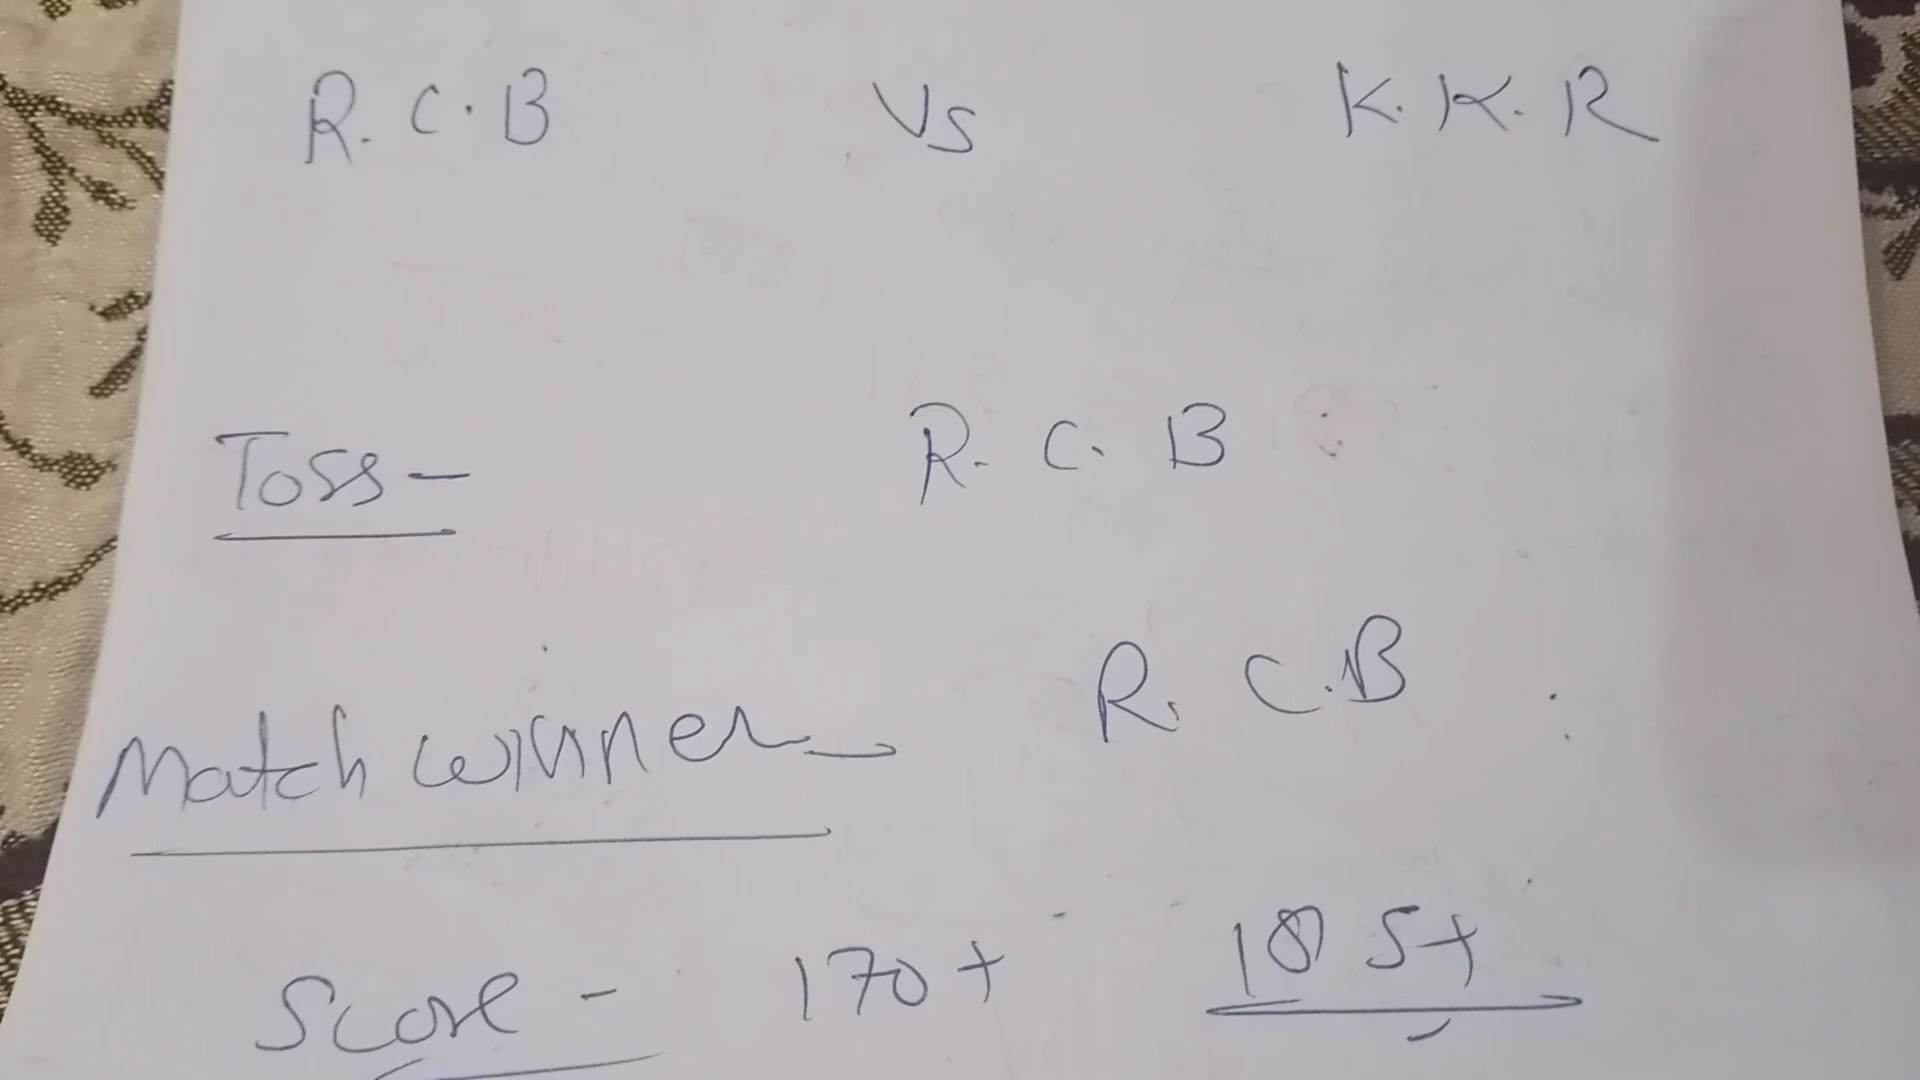 R. C. B Vs K. K. R
Toss - R. C. B
Match winner - R. C. B
Score - 170+ 185+